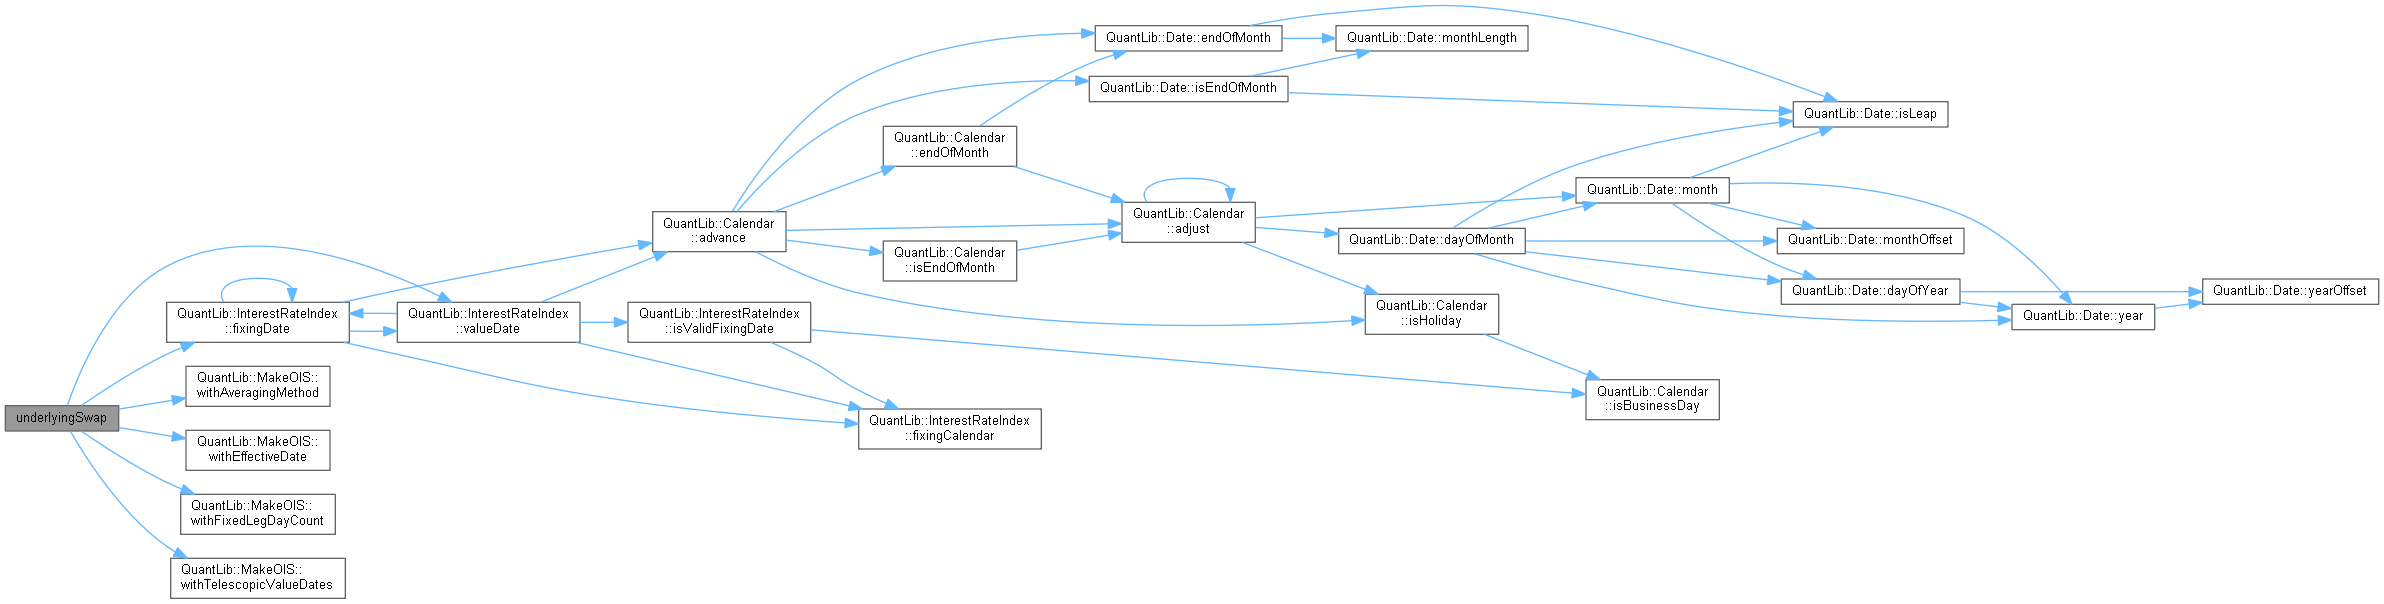 underlyingSwap
QuantLib::InterestRateIndex
::fixingDate
QuantLib::MakeOIS::
withAveragingMethod
QuantLib::MakeOIS::
withEffectiveDate
QuantLib::MakeOIS::
withFixedLegDayCount
QuantLib::MakeOIS::
withTelescopicValueDates
QuantLib::InterestRateIndex
::valueDate
QuantLib::Calendar
::advance
QuantLib::InterestRateIndex
::isValidFixingDate
QuantLib::Calendar
::endOfMonth
QuantLib::Calendar
::isEndOfMonth
QuantLib::InterestRateIndex
::fixingCalendar
QuantLib::Date::endOfMonth
QuantLib::Date::isEndOfMonth
QuantLib::Calendar
::adjust
QuantLib::Date::monthLength
QuantLib::Date::dayOfMonth
QuantLib::Calendar
::isHoliday
QuantLib::Date::month
QuantLib::Calendar
::isBusinessDay
QuantLib::Date::isLeap
QuantLib::Date::monthOffset
QuantLib::Date::dayOfYear
QuantLib::Date::year
QuantLib::Date::yearOffset